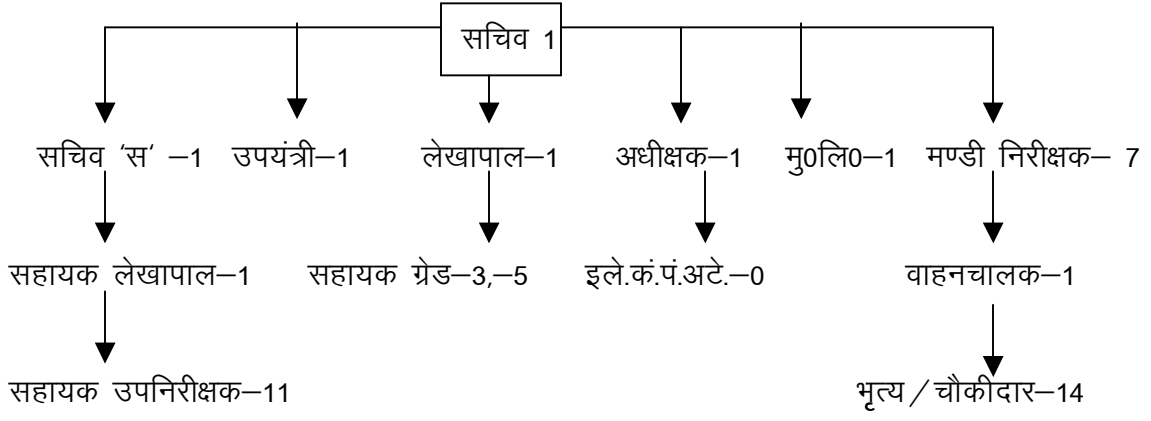 सचिव 1
सचिव 'स' –1 उपयंत्री–1 लेखापाल–1 अधीक्षक–1 मु0लि0–1 मण्डी निरीक्षक– 7
सहायक लेखापाल–1 सहायक ग्रेड–3,–5 इले.कं.पं.अटे.–0 वाहनचालक–1
सहायक उपनिरीक्षक–11 भृत्य/चौकीदार–14